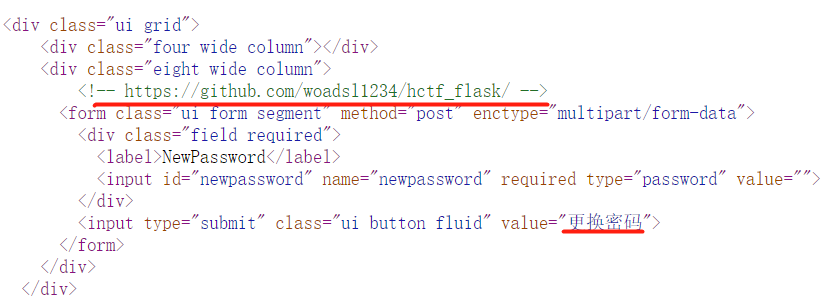 <div class="ui grid">
<div class="four wide column"></div>
<div class="eight wide column">
<!-- https://github.com/woadsl1234/hctf_flask/ -->
<form class="ui form segment" method="post" enctype="multipart/form-data">
<div class="field required">
<label>NewPassword</label>
<input id="newpassword" name="newpassword" required type="password" value="">
</div>
<input type="submit" class="ui button fluid" value="更换密码">
</form>
</div>
</div>